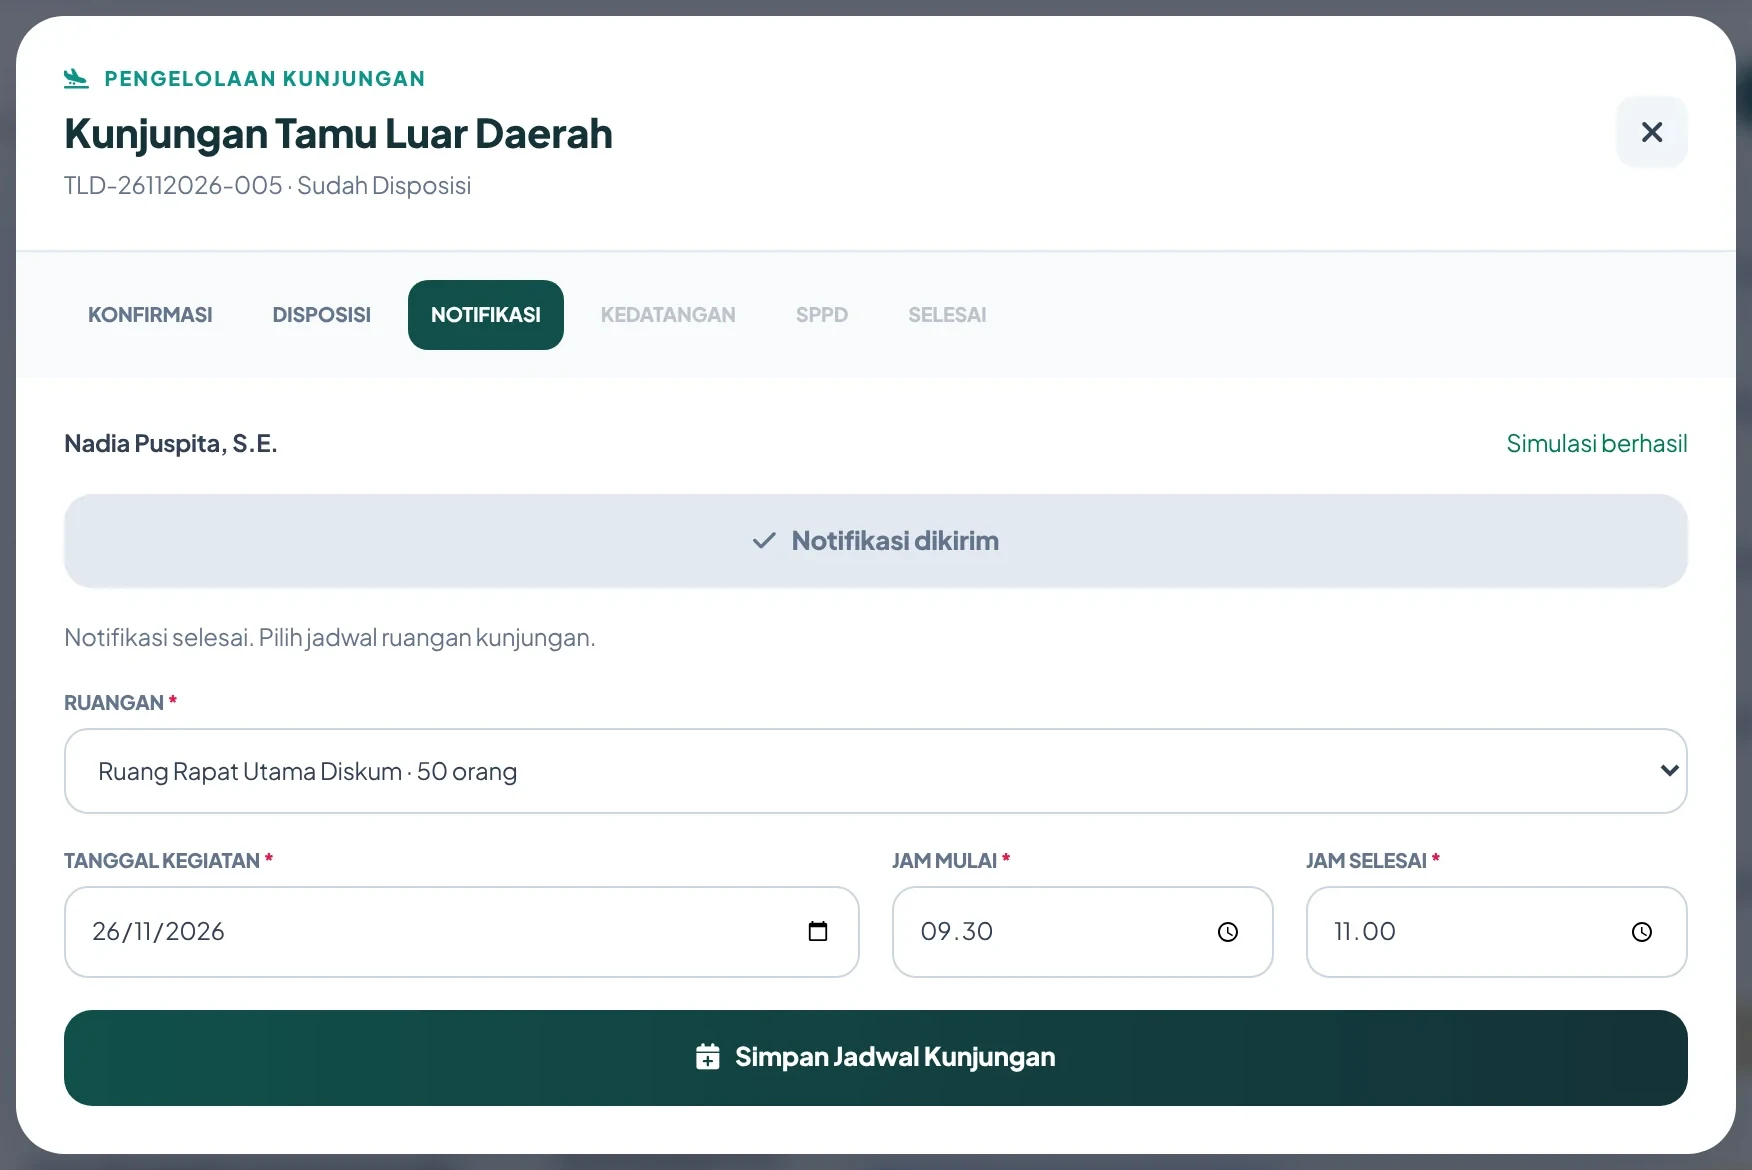 PENGELOLAAN KUNJUNGAN
Kunjungan Tamu Luar Daerah
TLD-26112026-005 · Sudah Disposisi
KONFIRMASI DISPOSISI NOTIFIKASI KEDATANGAN SPPD SELESAI
Nadia Puspita, S.E. Simulasi berhasil
Notifikasi dikirim
Notifikasi selesai. Pilih jadwal ruangan kunjungan.
RUANGAN *
Ruang Rapat Utama Diskum · 50 orang
TANGGAL KEGIATAN * JAM MULAI * JAM SELESAI *
26/11/2026 09.30 11.00
Simpan Jadwal Kunjungan